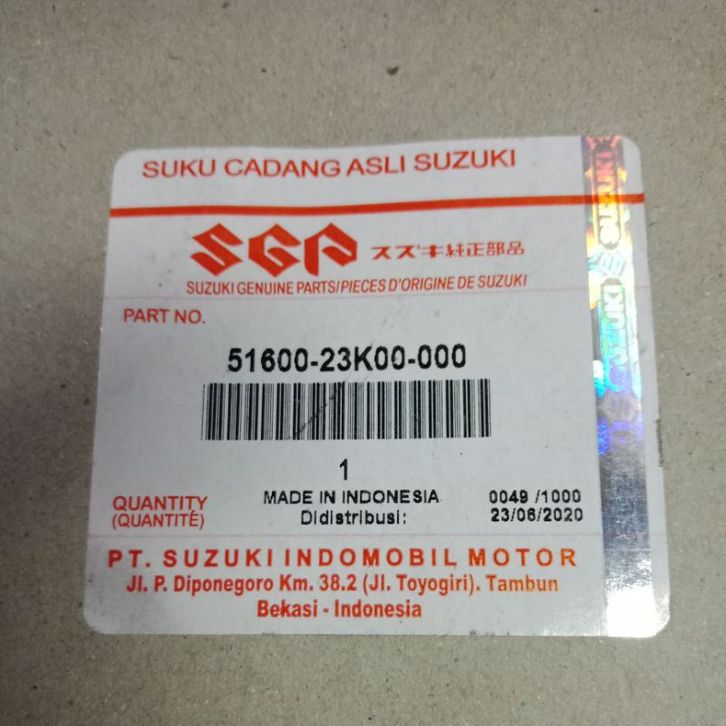 SUKU CADANG ASLI SUZUKI
SGP スズキ純正部品
SUZUKI GENUINE PARTS/PIECES D'ORIGINE DE SUZUKI
PART NO.
51600-23K00-000
1
QUANTITY
(QUANTITÉ)
MADE IN INDONESIA
Didistribusi:
0049 /1000
23/06/2020
PT. SUZUKI INDOMOBIL MOTOR
Jl. P. Diponegoro Km. 38.2 (Jl. Toyogiri). Tambun
Bekasi - Indonesia
SUZUKI
SUZUKI